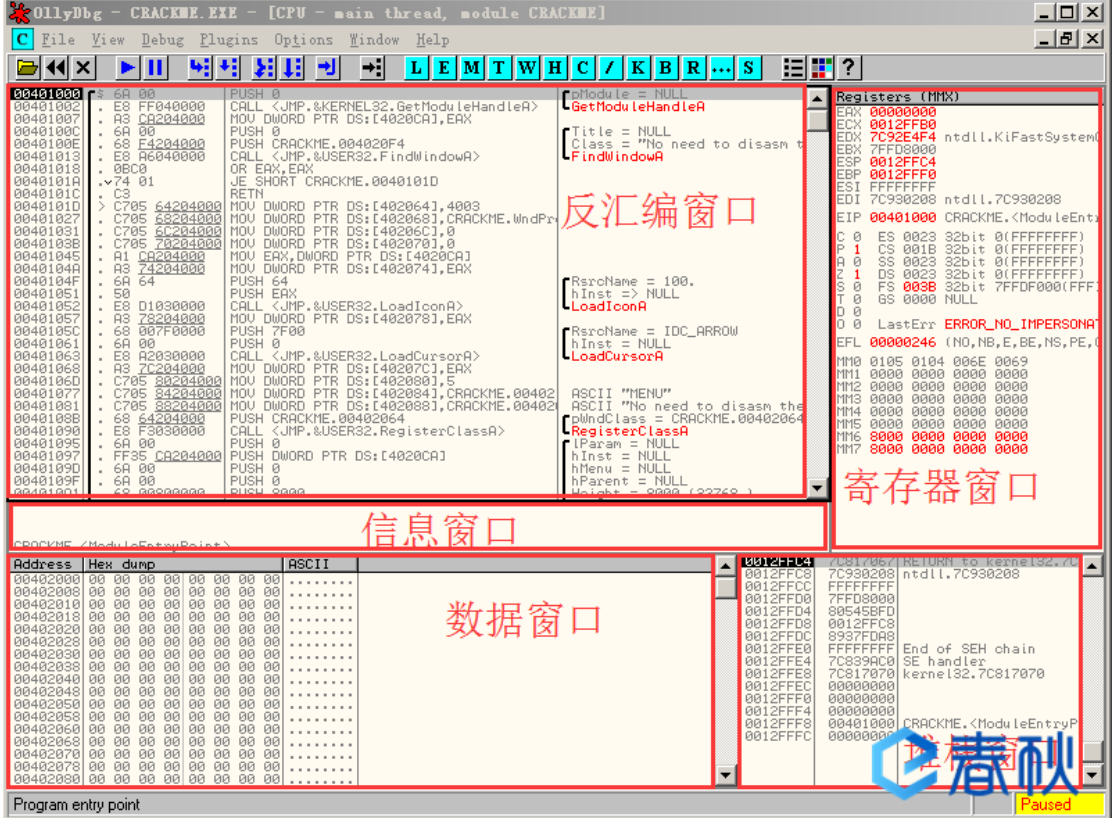 OllyDbg - CRACKME.EXE - [CPU - main thread, module CRACKME]
C File View Debug Plugins Options Window Help
L E M T W H C / K B R ... S ?
00401000 $ 6A 00 PUSH 0 pModule = NULL
00401002 . E8 FF040000 CALL <JMP.&KERNEL32.GetModuleHandleA> GetModuleHandleA
00401007 . A3 CA204000 MOV DWORD PTR DS:[4020CA],EAX
0040100C . 6A 00 PUSH 0 Title = NULL
0040100E . 68 F4204000 PUSH CRACKME.004020F4 Class = "No need to disasm t
00401013 . E8 A6040000 CALL <JMP.&USER32.FindWindowA> FindWindowA
00401018 . 0BC0 OR EAX,EAX
0040101A . 74 01 JE SHORT CRACKME.0040101D
0040101C . C3 RETN
0040101D > C705 64204000 MOV DWORD PTR DS:[402064],4003
00401027 . C705 68204000 MOV DWORD PTR DS:[402068],CRACKME.WndPr
00401031 . C705 6C204000 MOV DWORD PTR DS:[40206C],0
0040103B . C705 70204000 MOV DWORD PTR DS:[402070],0
00401045 . A1 CA204000 MOV EAX,DWORD PTR DS:[4020CA]
0040104A . A3 74204000 MOV DWORD PTR DS:[402074],EAX
0040104F . 6A 64 PUSH 64 RsrcName = 100.
00401051 . 50 PUSH EAX hInst => NULL
00401052 . E8 D1030000 CALL <JMP.&USER32.LoadIconA> LoadIconA
00401057 . A3 78204000 MOV DWORD PTR DS:[402078],EAX
0040105C . 68 007F0000 PUSH 7F00 RsrcName = IDC_ARROW
00401061 . 6A 00 PUSH 0 hInst = NULL
00401063 . E8 A2030000 CALL <JMP.&USER32.LoadCursorA> LoadCursorA
00401068 . A3 7C204000 MOV DWORD PTR DS:[40207C],EAX
0040106D . C705 80204000 MOV DWORD PTR DS:[402080],5
00401077 . C705 84204000 MOV DWORD PTR DS:[402084],CRACKME.00402 ASCII "MENU"
00401081 . C705 88204000 MOV DWORD PTR DS:[402088],CRACKME.00402 ASCII "No need to disasm the
0040108B . 68 64204000 PUSH CRACKME.00402064 pWndClass = CRACKME.00402064
00401090 . E8 F3030000 CALL <JMP.&USER32.RegisterClassA> RegisterClassA
00401095 . 6A 00 PUSH 0 lParam = NULL
00401097 . FF35 CA204000 PUSH DWORD PTR DS:[4020CA] hInst = NULL
0040109D . 6A 00 PUSH 0 hMenu = NULL
0040109F . 6A 00 PUSH 0 hParent = NULL
004010A1 . 68 00800000 PUSH 8000 Height = 8000 (32768.)
反汇编窗口
Registers (MMX)
EAX 00000000
ECX 0012FFB0
EDX 7C92E4F4 ntdll.KiFastSystemC
EBX 7FFD8000
ESP 0012FFC4
EBP 0012FFF0
ESI FFFFFFFF
EDI 7C930208 ntdll.7C930208
EIP 00401000 CRACKME.<ModuleEntr
C 0 ES 0023 32bit 0(FFFFFFFF)
P 1 CS 001B 32bit 0(FFFFFFFF)
A 0 SS 0023 32bit 0(FFFFFFFF)
Z 1 DS 0023 32bit 0(FFFFFFFF)
S 0 FS 003B 32bit 7FFDF000(FFF
T 0 GS 0000 NULL
D 0
O 0 LastErr ERROR_NO_IMPERSONAT
EFL 00000246 (NO,NB,E,BE,NS,PE,G
MM0 0105 0104 006E 0069
MM1 0000 0000 0000 0000
MM2 0000 0000 0000 0000
MM3 0000 0000 0000 0000
MM4 0000 0000 0000 0000
MM5 0000 0000 0000 0000
MM6 8000 0000 0000 0000
MM7 8000 0000 0000 0000
寄存器窗口
信息窗口
CRACKME.<ModuleEntryPoint>
Address Hex dump ASCII
00402000 00 00 00 00 00 00 00 00 ........
00402008 00 00 00 00 00 00 00 00 ........
00402010 00 00 00 00 00 00 00 00 ........
00402018 00 00 00 00 00 00 00 00 ........
00402020 00 00 00 00 00 00 00 00 ........
00402028 00 00 00 00 00 00 00 00 ........
00402030 00 00 00 00 00 00 00 00 ........
00402038 00 00 00 00 00 00 00 00 ........
00402040 00 00 00 00 00 00 00 00 ........
00402048 00 00 00 00 00 00 00 00 ........
00402050 00 00 00 00 00 00 00 00 ........
00402058 00 00 00 00 00 00 00 00 ........
00402060 00 00 00 00 00 00 00 00 ........
00402068 00 00 00 00 00 00 00 00 ........
00402070 00 00 00 00 00 00 00 00 ........
00402078 00 00 00 00 00 00 00 00 ........
00402080 00 00 00 00 00 00 00 00 ........
数据窗口
0012FFC4 7C817067 RETURN to kernel32.7C
0012FFC8 7C930208 ntdll.7C930208
0012FFCC FFFFFFFF
0012FFD0 7FFD8000
0012FFD4 80545BFD
0012FFD8 0012FFC8
0012FFDC 8937FDA8
0012FFE0 FFFFFFFF End of SEH chain
0012FFE4 7C839AC0 SE handler
0012FFE8 7C817070 kernel32.7C817070
0012FFEC 00000000
0012FFF0 00000000
0012FFF4 00000000
0012FFF8 00401000 CRACKME.<ModuleEntryP
0012FFFC 00000000
堆栈窗口
春秋
Program entry point
Paused